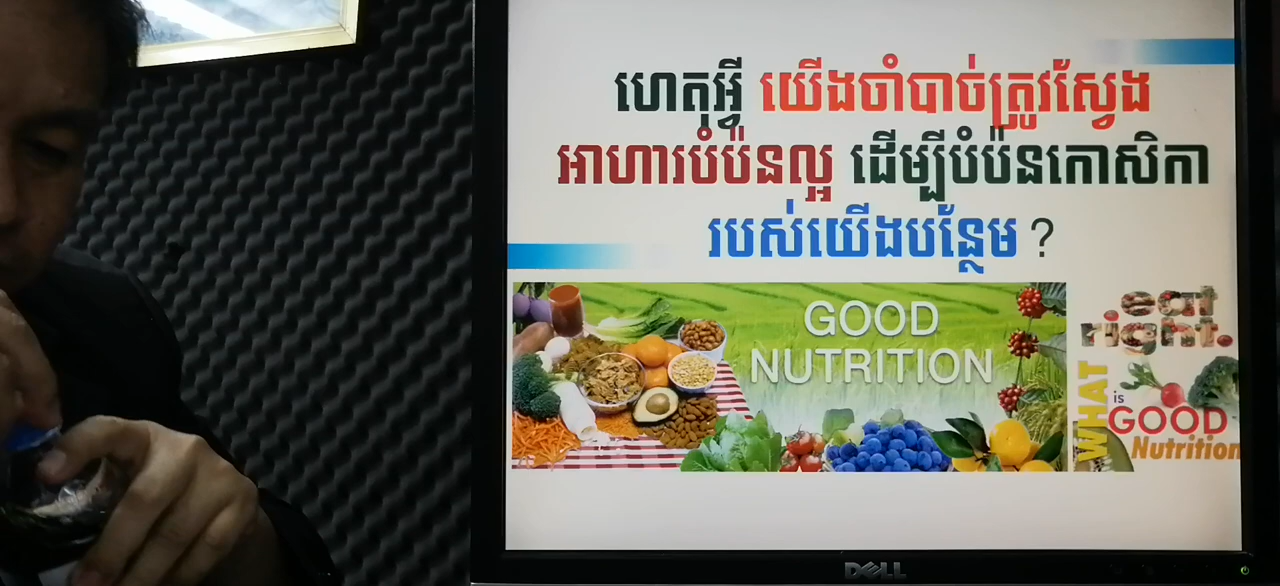 ហេតុអ្វី យើងចាំបាច់ត្រូវស្វែង
អាហារបំប៉នល្អ ដើម្បីបំប៉នកោសិកា
របស់យើងបន្ថែម ?
GOOD
NUTRITION
eat
right.
WHAT
is
GOOD
Nutrition
DELL